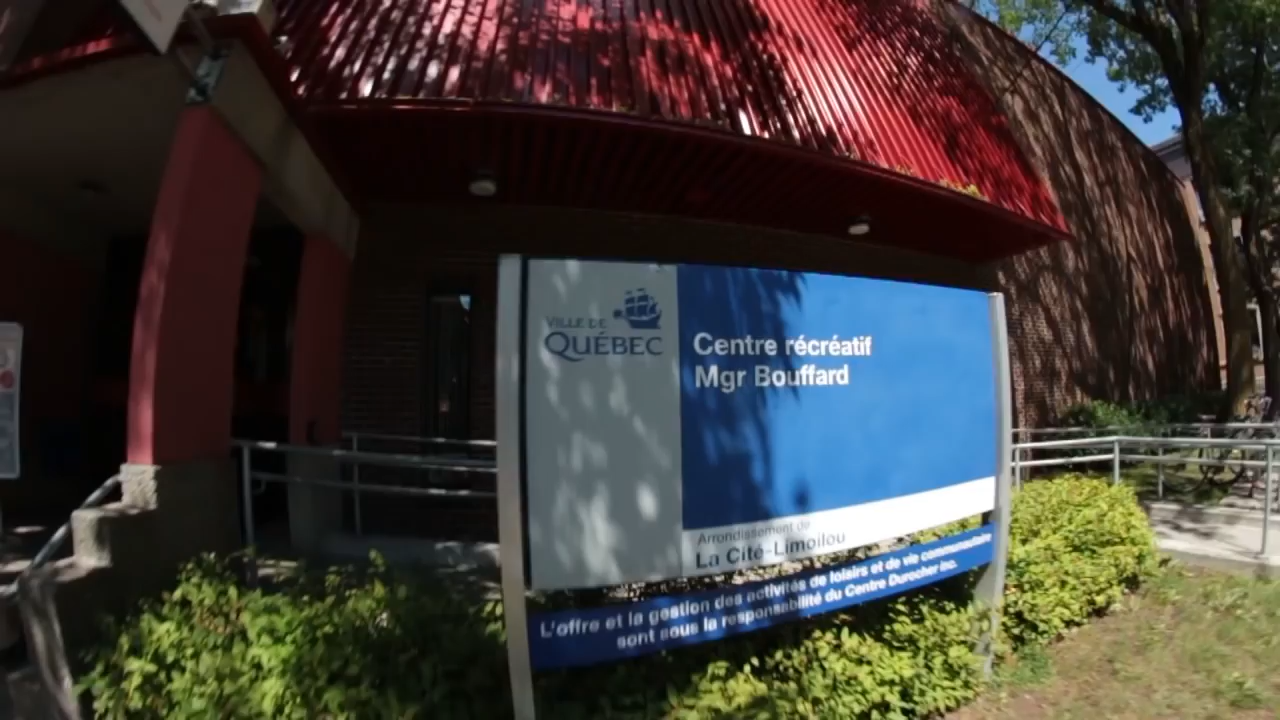 VILLE DE
QUÉBEC
Centre récréatif
Mgr Bouffard
Arrondissement de
La Cité-Limoilou
L'offre et la gestion des activités de loisirs et de vie communautaire
sont sous la responsabilité du Centre Durocher inc.